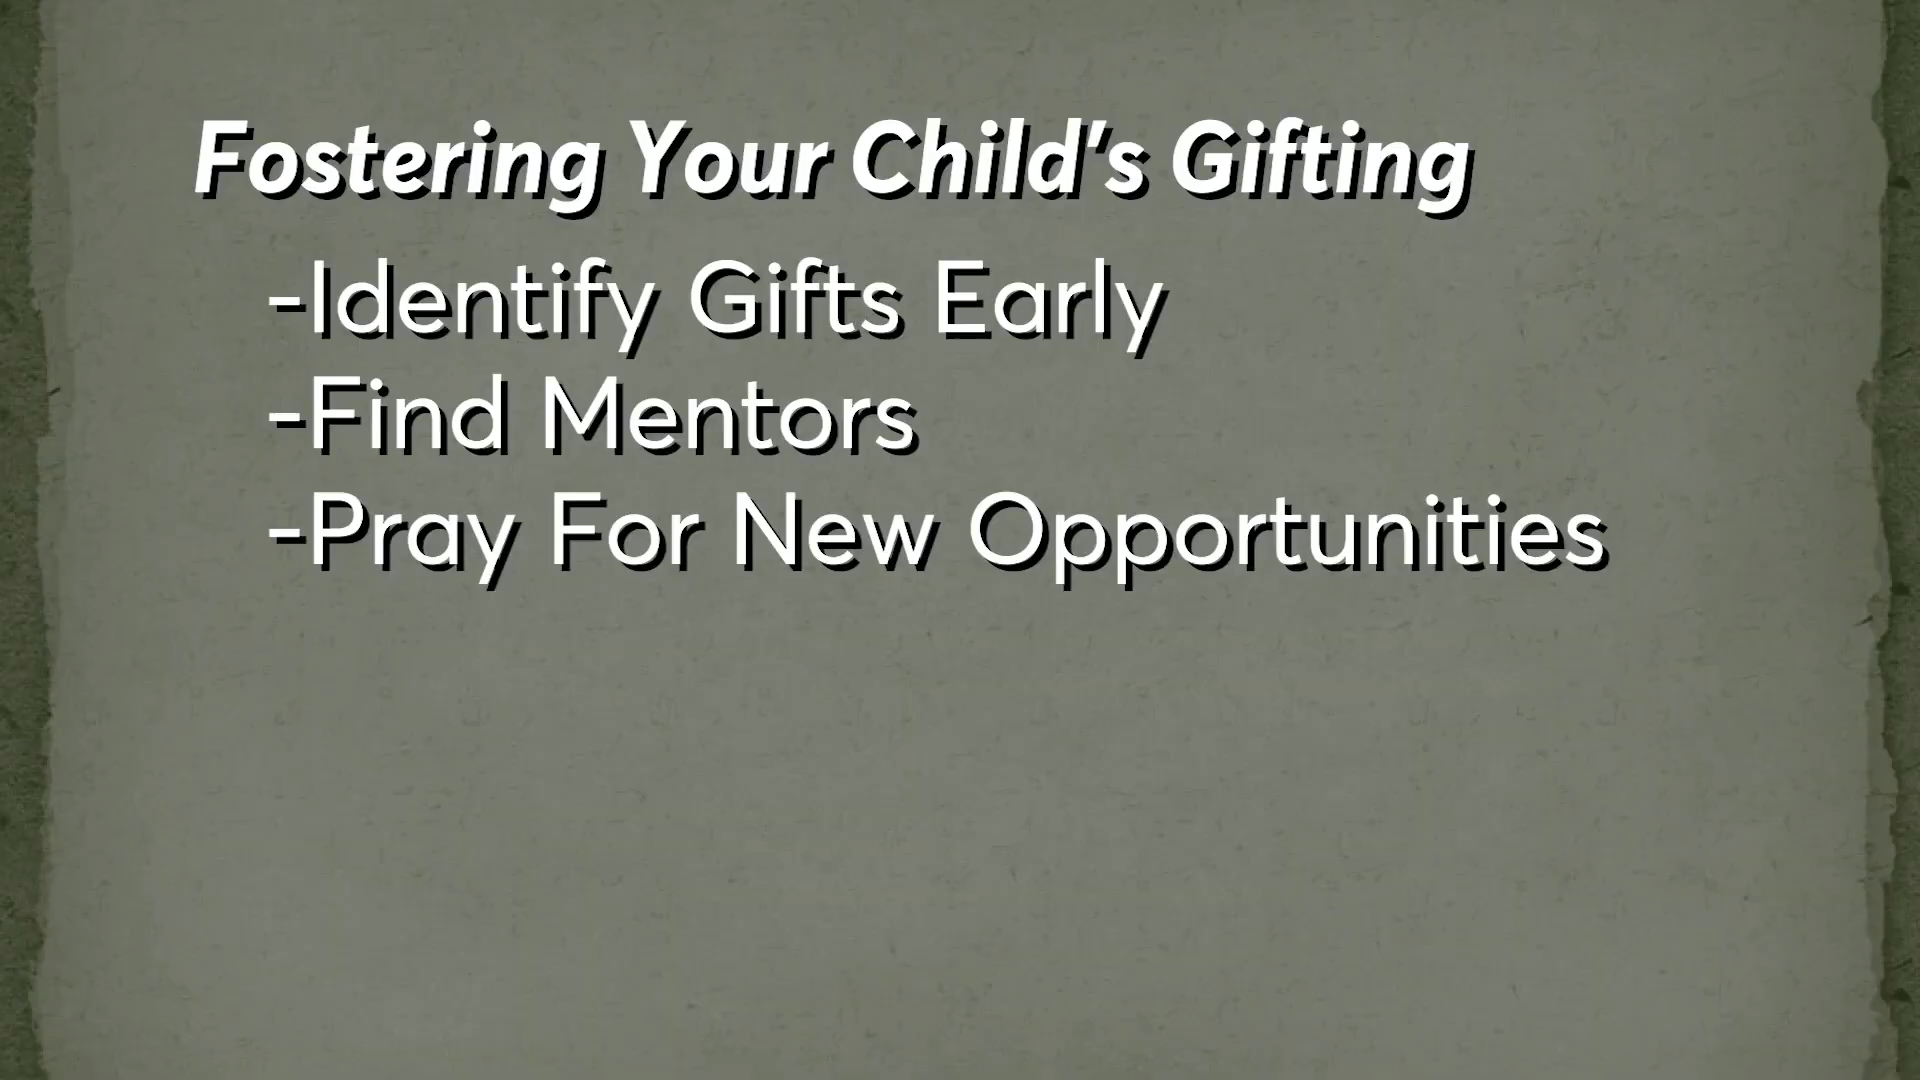 Fostering Your Child's Gifting
-Identify Gifts Early
-Find Mentors
-Pray For New Opportunities